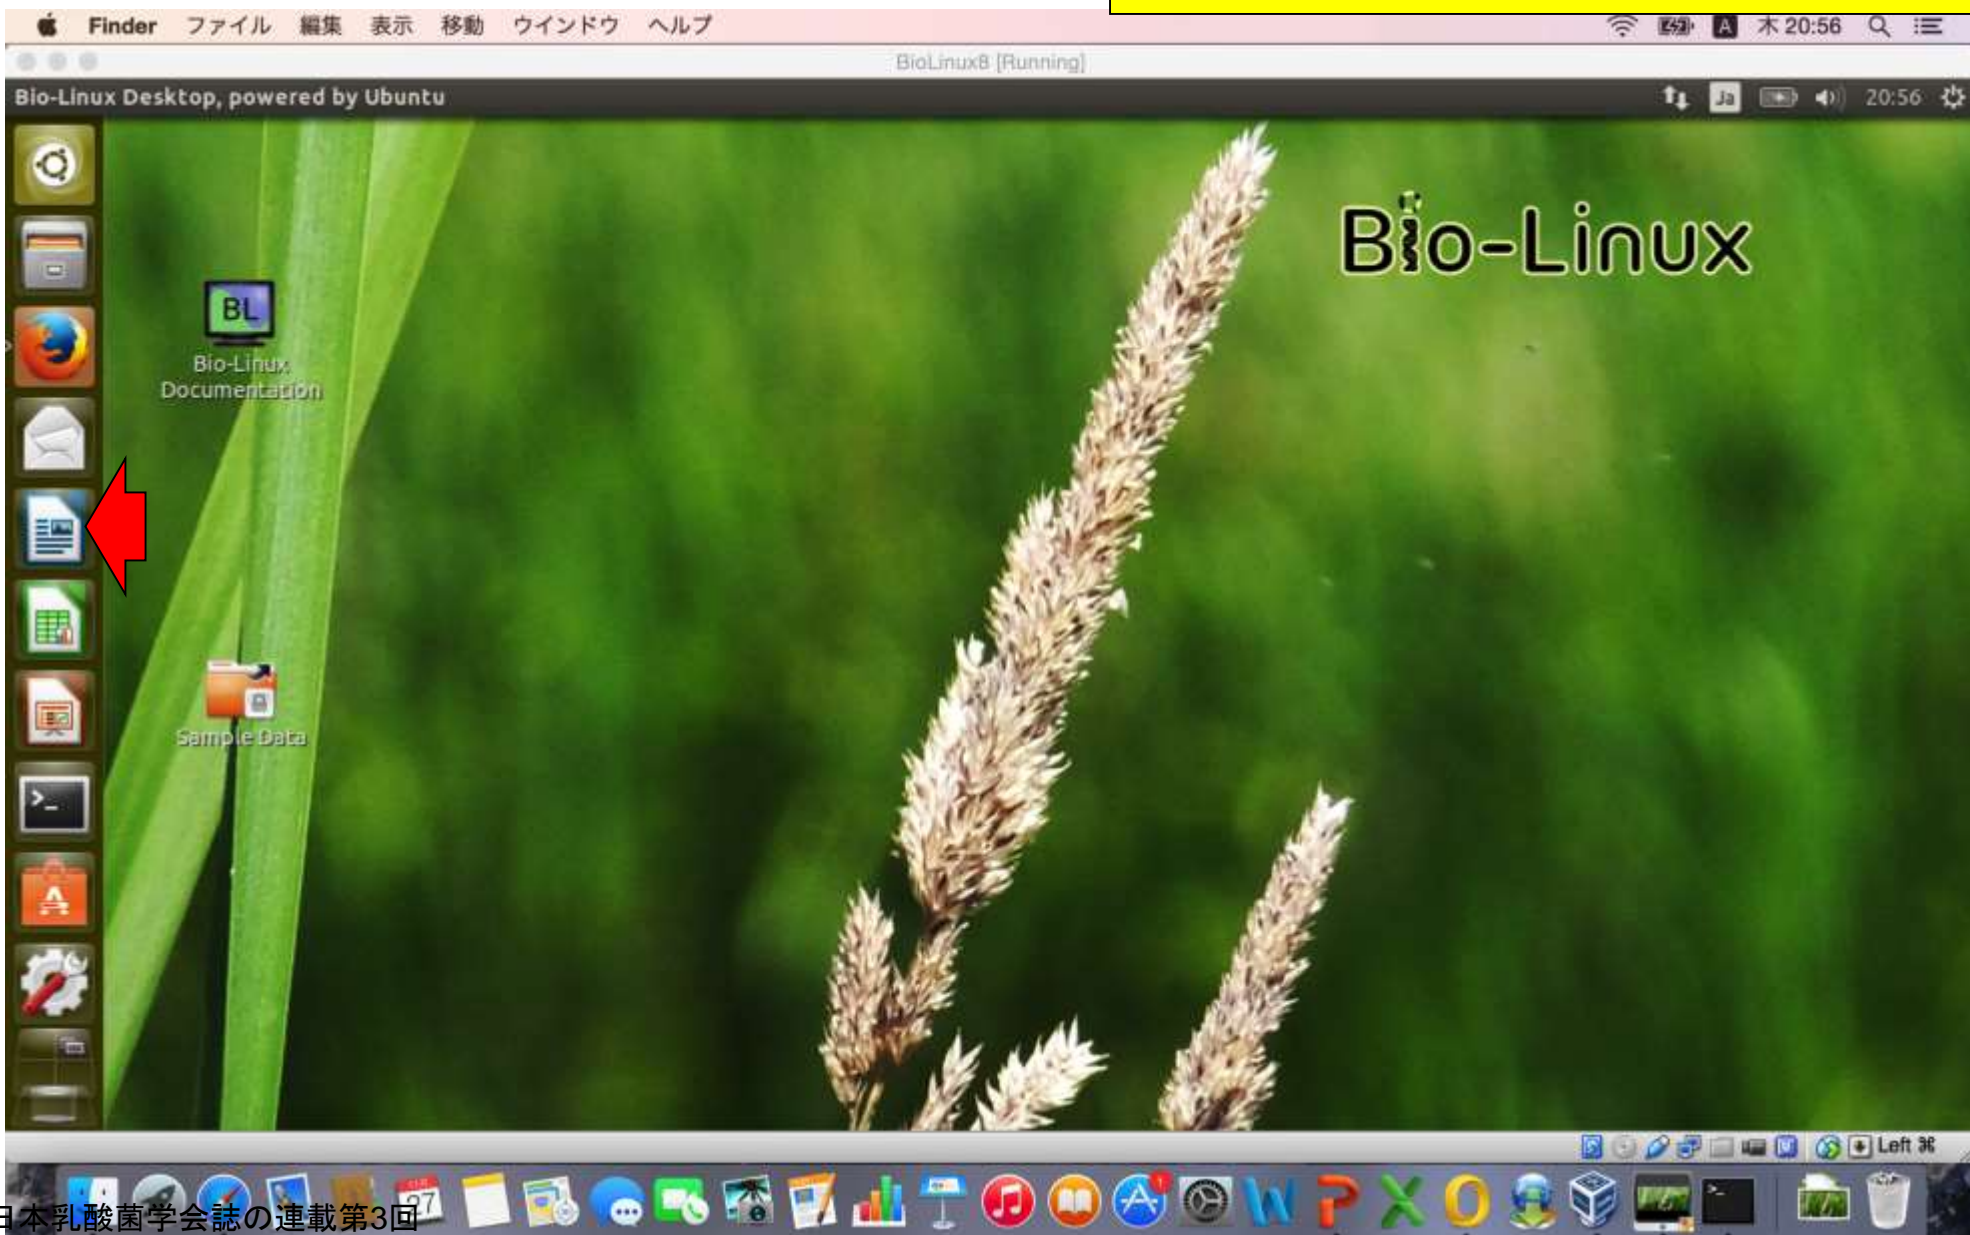 Finder ファイル 編集 表示 移動 ウインドウ ヘルプ A 木 20:56
BioLinux8 [Running]
Bio-Linux Desktop, powered by Ubuntu Ja 20:56
Bio-Linux
BL
Bio-Linux
Documentation
Sample Data
>_
A
Left ⌘
27
日本乳酸菌学会誌の連載第3回